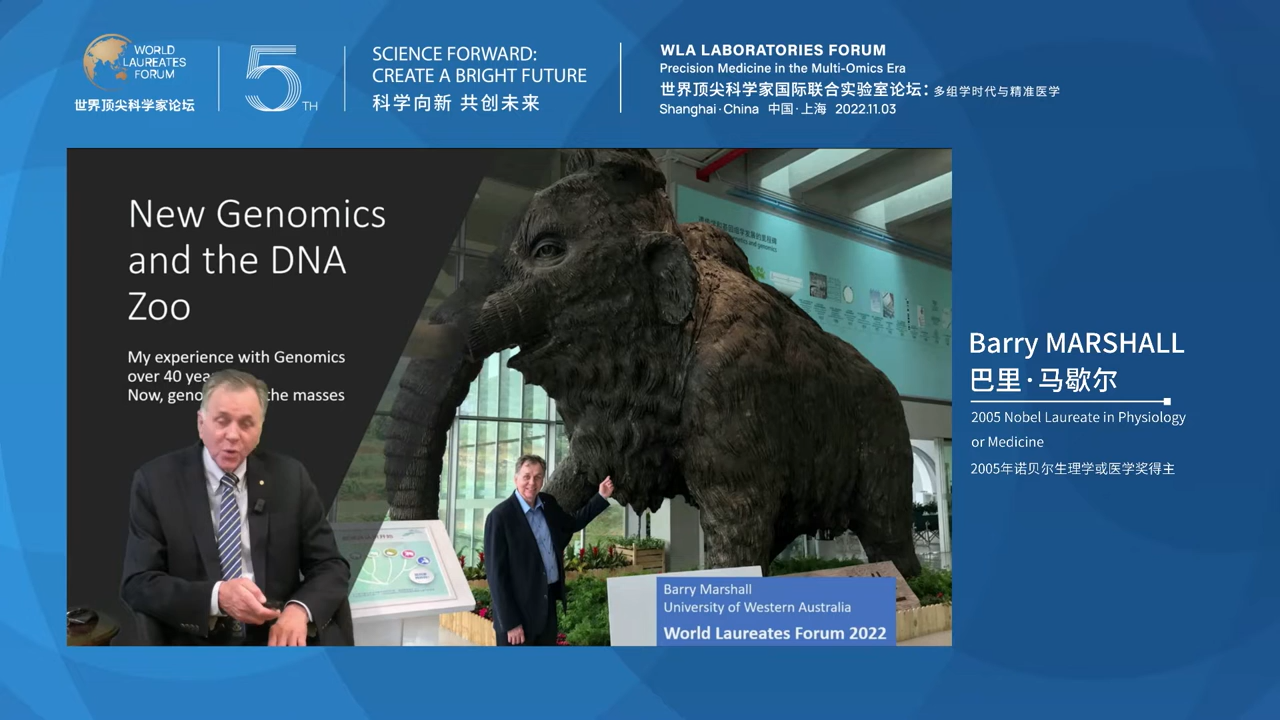 WORLD
LAUREATES
FORUM
世界顶尖科学家论坛
5TH
SCIENCE FORWARD:
CREATE A BRIGHT FUTURE
科学向新 共创未来
WLA LABORATORIES FORUM
Precision Medicine in the Multi-Omics Era
世界顶尖科学家国际联合实验室论坛：多组学时代与精准医学
Shanghai·China 中国·上海 2022.11.03
New Genomics
and the DNA
Zoo
My experience with Genomics
over 40
Now, the masses
Barry Marshall
University of Western Australia
World Laureates Forum 2022
Barry MARSHALL
巴里·马歇尔
2005 Nobel Laureate in Physiology
or Medicine
2005年诺贝尔生理学或医学奖得主